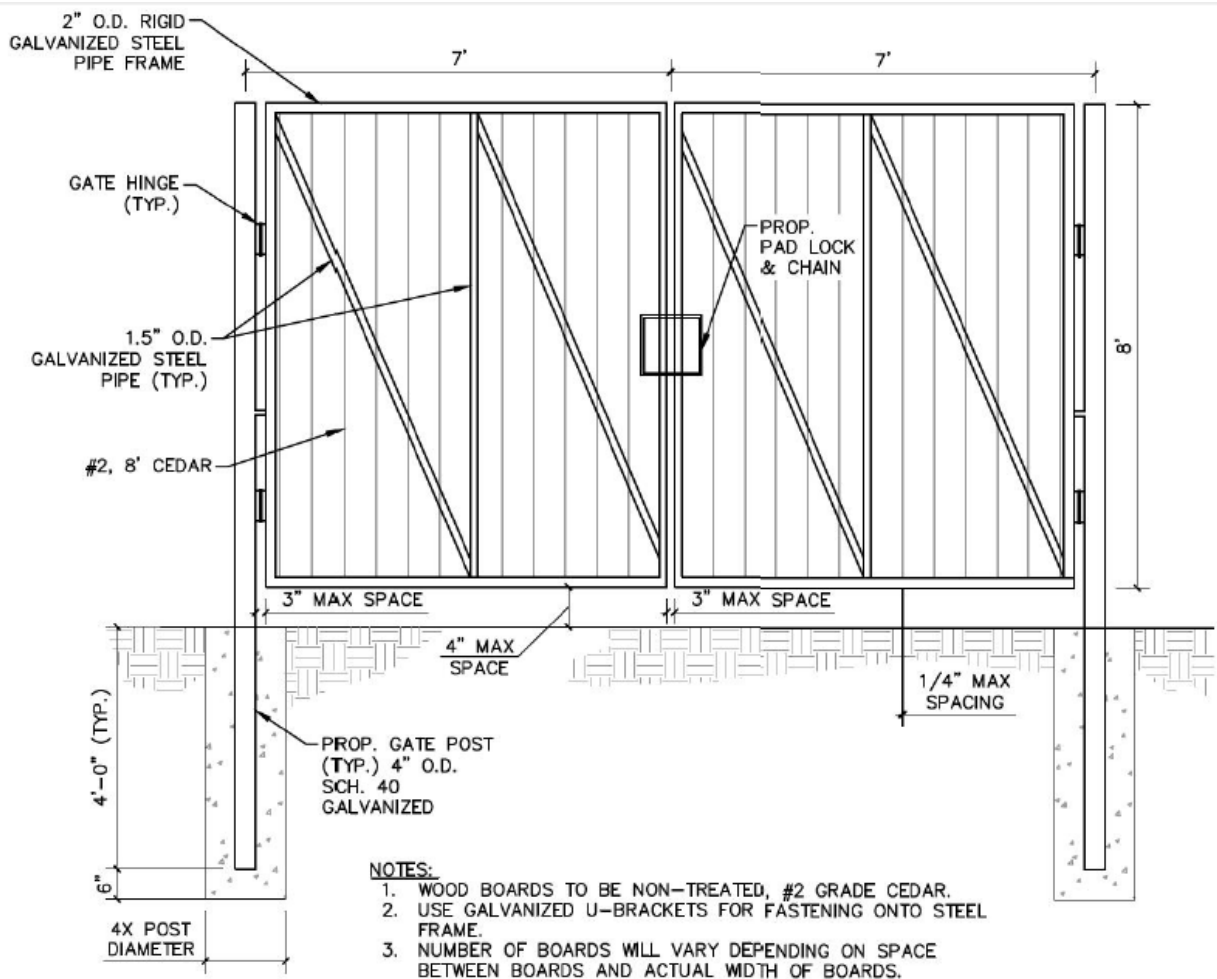 2" O.D. RIGID
GALVANIZED STEEL
PIPE FRAME
7'
7'
GATE HINGE
(TYP.)
PROP.
PAD LOCK
& CHAIN
1.5" O.D.
GALVANIZED STEEL
PIPE (TYP.)
8'
#2, 8' CEDAR
3" MAX SPACE
3" MAX SPACE
4" MAX
SPACE
1/4" MAX
SPACING
4'-0" (TYP.)
PROP. GATE POST
(TYP.) 4" O.D.
SCH. 40
GALVANIZED
6"
4X POST
DIAMETER
NOTES:
1. WOOD BOARDS TO BE NON-TREATED, #2 GRADE CEDAR.
2. USE GALVANIZED U-BRACKETS FOR FASTENING ONTO STEEL
FRAME.
3. NUMBER OF BOARDS WILL VARY DEPENDING ON SPACE
BETWEEN BOARDS AND ACTUAL WIDTH OF BOARDS.